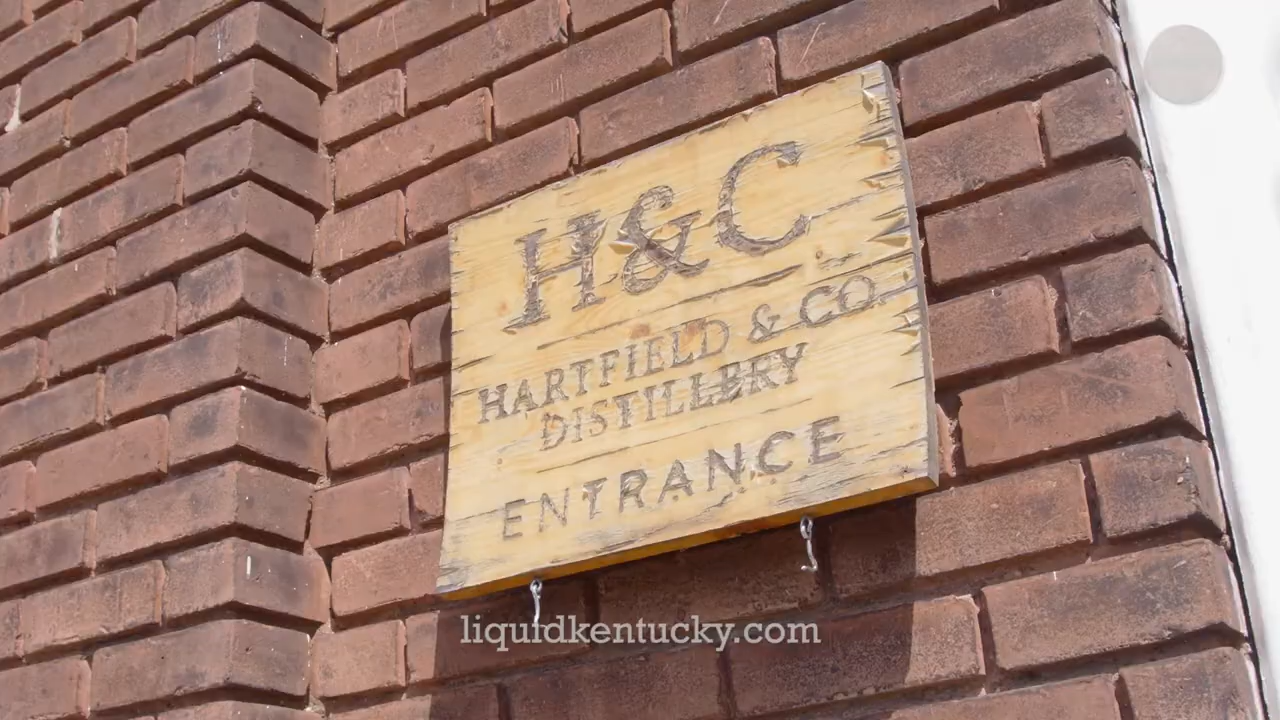 H&C
HARTFIELD & CO
DISTILLERY
ENTRANCE
liquidkentucky.com